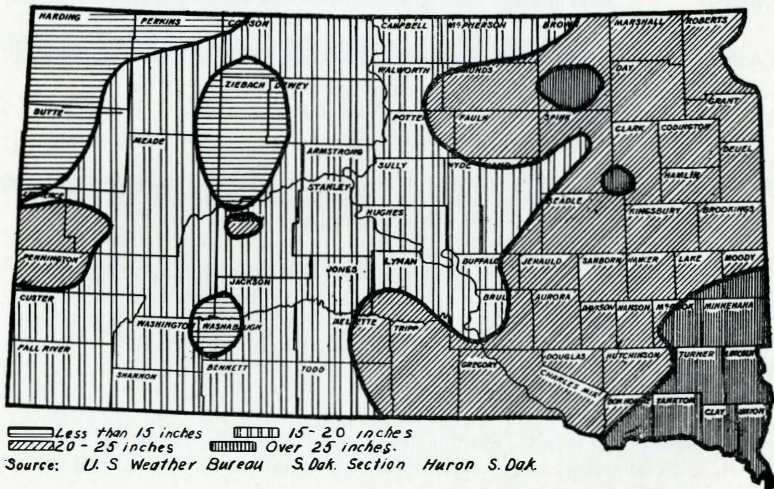 HARDING PERKINS CORSON CAMPBELL McPHERSON BROWN MARSHALL ROBERTS
ZIEBACH DEWEY WALWORTH DAY
BUTTE POTTER FAULK SPINK GRANT
MEADE CLARK CODINGTON
ARMSTRONG SULLY HYDE DEUEL
STANLEY HAMLIN
HUGHES BEADLE KINGSBURY BROOKINGS
PENNINGTON LYMAN BUFFALO JERAULD SANBORN LAKE MOODY
JACKSON JONES
CUSTER AURORA HANSON MINNEHAHA
WASHINGTON WASHABAUGH MELLETTE TRIPP
FALL RIVER BENNETT TODD GREGORY DOUGLAS HUTCHINSON TURNER LINCOLN
SHANNON CHARLES MIX
BON HOMME YANKTON CLAY UNION
Less than 15 inches 15-20 inches
20-25 inches Over 25 inches.
Source: U.S Weather Bureau S.Dak. Section Huron S.Dak.